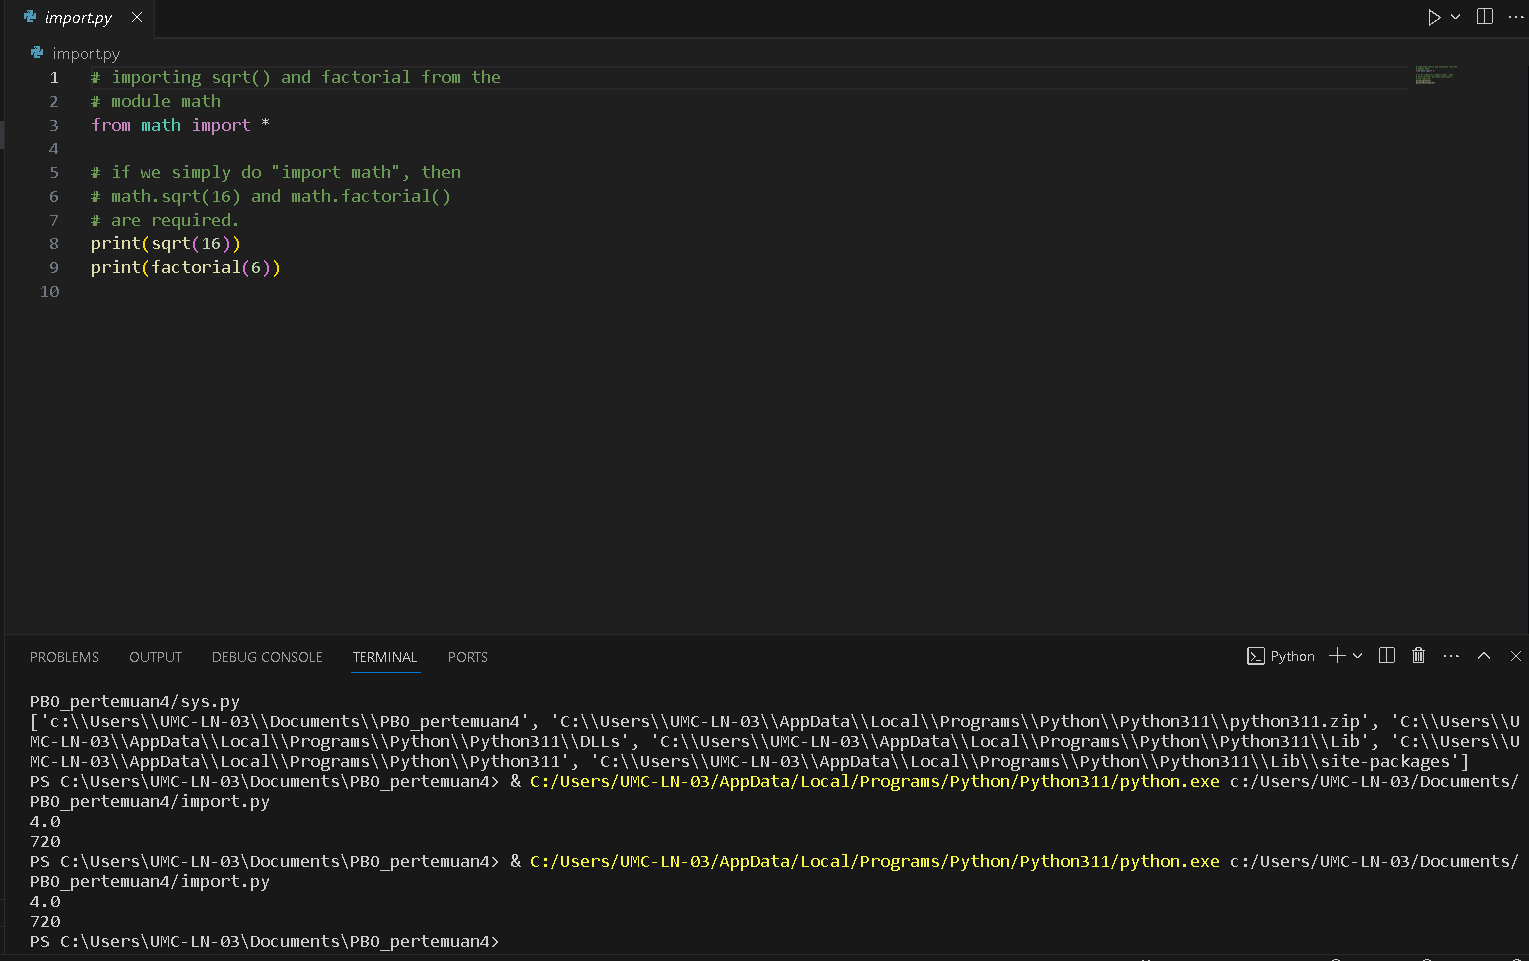 import.py
import.py
1 # importing sqrt() and factorial from the
2 # module math
3 from math import *
4
5 # if we simply do "import math", then
6 # math.sqrt(16) and math.factorial()
7 # are required.
8 print(sqrt(16))
9 print(factorial(6))
10
PROBLEMS OUTPUT DEBUG CONSOLE TERMINAL PORTS Python
PBO_pertemuan4/sys.py
['c:\\Users\\UMC-LN-03\\Documents\\PBO_pertemuan4', 'C:\\Users\\UMC-LN-03\\AppData\\Local\\Programs\\Python\\Python311\\python311.zip', 'C:\\Users\\U
MC-LN-03\\AppData\\Local\\Programs\\Python\\Python311\\DLLs', 'C:\\Users\\UMC-LN-03\\AppData\\Local\\Programs\\Python\\Python311\\Lib', 'C:\\Users\\U
MC-LN-03\\AppData\\Local\\Programs\\Python\\Python311', 'C:\\Users\\UMC-LN-03\\AppData\\Local\\Programs\\Python\\Python311\\Lib\\site-packages']
PS C:\Users\UMC-LN-03\Documents\PBO_pertemuan4> & C:/Users/UMC-LN-03/AppData/Local/Programs/Python/Python311/python.exe c:/Users/UMC-LN-03/Documents/
PBO_pertemuan4/import.py
4.0
720
PS C:\Users\UMC-LN-03\Documents\PBO_pertemuan4> & C:/Users/UMC-LN-03/AppData/Local/Programs/Python/Python311/python.exe c:/Users/UMC-LN-03/Documents/
PBO_pertemuan4/import.py
4.0
720
PS C:\Users\UMC-LN-03\Documents\PBO_pertemuan4>